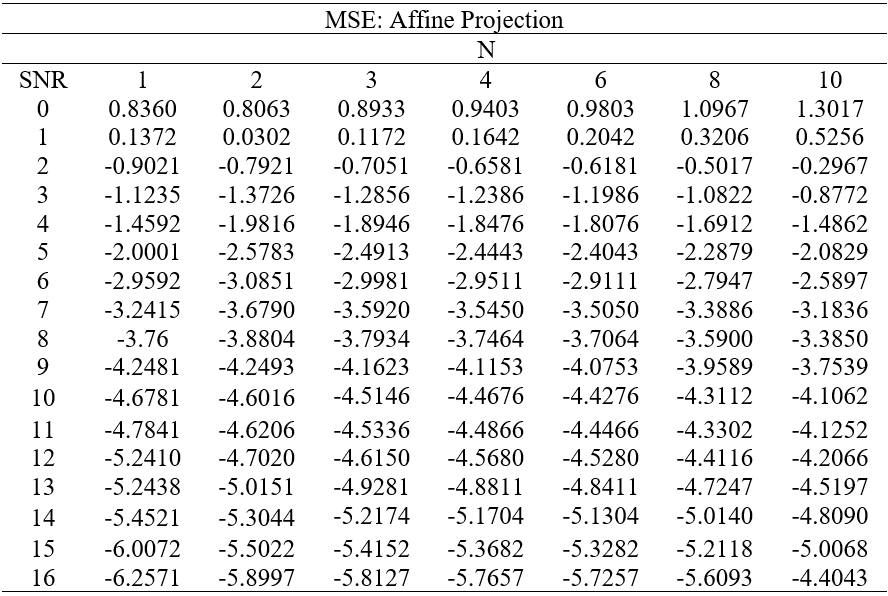 MSE: Affine Projection
N
SNR 1 2 3 4 6 8 10
0 0.8360 0.8063 0.8933 0.9403 0.9803 1.0967 1.3017
1 0.1372 0.0302 0.1172 0.1642 0.2042 0.3206 0.5256
2 -0.9021 -0.7921 -0.7051 -0.6581 -0.6181 -0.5017 -0.2967
3 -1.1235 -1.3726 -1.2856 -1.2386 -1.1986 -1.0822 -0.8772
4 -1.4592 -1.9816 -1.8946 -1.8476 -1.8076 -1.6912 -1.4862
5 -2.0001 -2.5783 -2.4913 -2.4443 -2.4043 -2.2879 -2.0829
6 -2.9592 -3.0851 -2.9981 -2.9511 -2.9111 -2.7947 -2.5897
7 -3.2415 -3.6790 -3.5920 -3.5450 -3.5050 -3.3886 -3.1836
8 -3.76 -3.8804 -3.7934 -3.7464 -3.7064 -3.5900 -3.3850
9 -4.2481 -4.2493 -4.1623 -4.1153 -4.0753 -3.9589 -3.7539
10 -4.6781 -4.6016 -4.5146 -4.4676 -4.4276 -4.3112 -4.1062
11 -4.7841 -4.6206 -4.5336 -4.4866 -4.4466 -4.3302 -4.1252
12 -5.2410 -4.7020 -4.6150 -4.5680 -4.5280 -4.4116 -4.2066
13 -5.2438 -5.0151 -4.9281 -4.8811 -4.8411 -4.7247 -4.5197
14 -5.4521 -5.3044 -5.2174 -5.1704 -5.1304 -5.0140 -4.8090
15 -6.0072 -5.5022 -5.4152 -5.3682 -5.3282 -5.2118 -5.0068
16 -6.2571 -5.8997 -5.8127 -5.7657 -5.7257 -5.6093 -4.4043